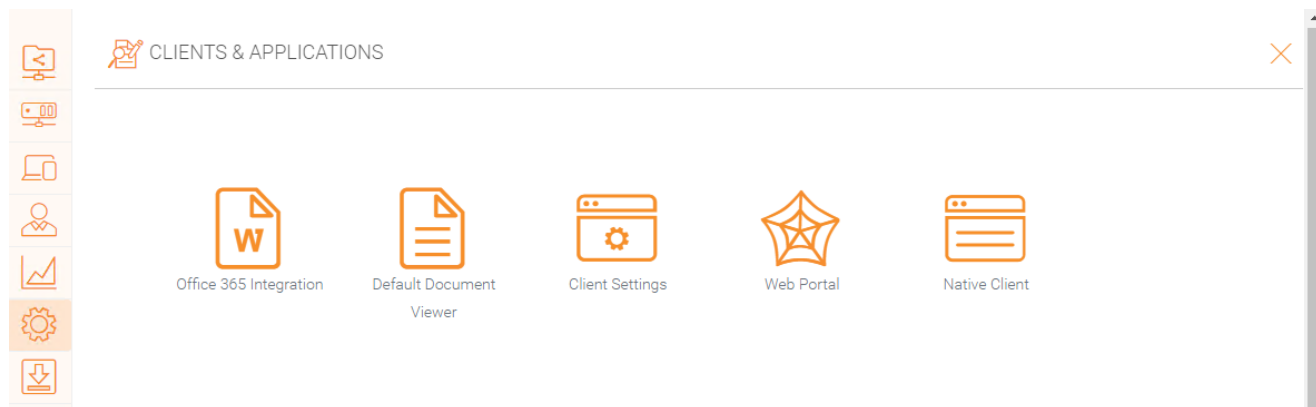 CLIENTS & APPLICATIONS
W
Office 365 Integration
Default Document
Viewer
Client Settings
Web Portal
Native Client